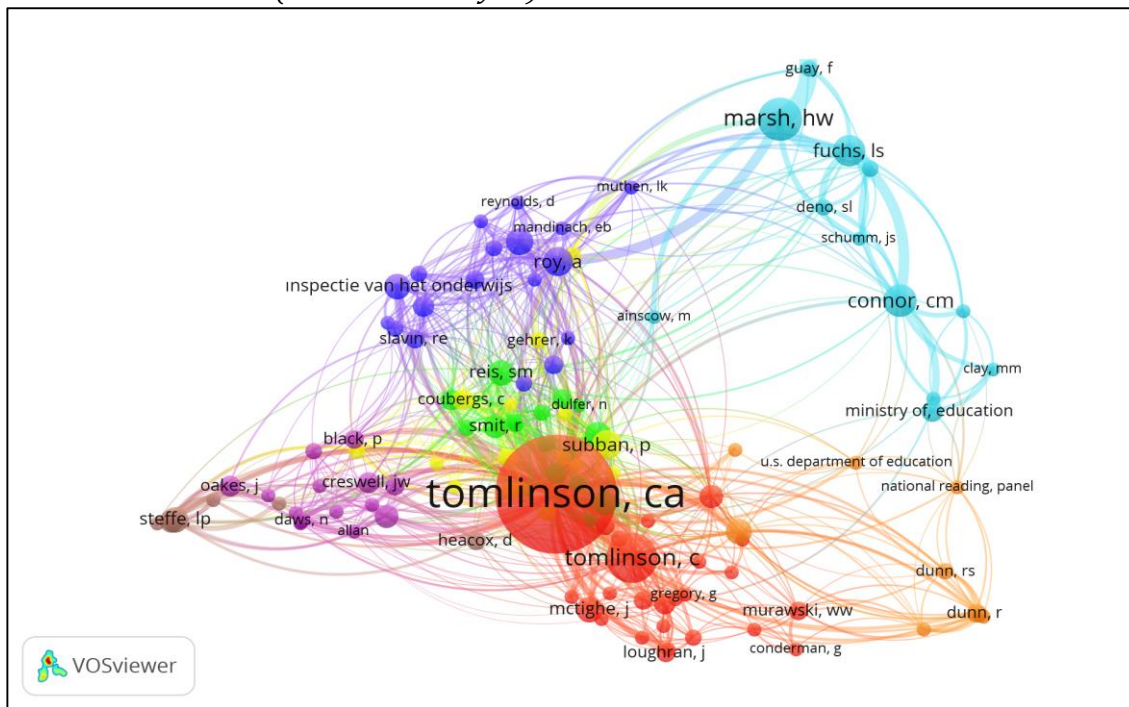 guay, f
marsh, hw
fuchs, ls
muthen, lk
reynolds, d
deno, sl
mandinach, eb
schumm, js
roy, a
inspectie van het onderwijs
connor, cm
ainscow, m
slavin, re
gehrer, k
reis, sm
clay, mm
coubergs, c
dulfer, n
ministry of, education
smit, r
black, p
subban, p
u.s. department of education
oakes, j
creswell, jw
national reading, panel
tomlinson, ca
steffe, lp
daws, n
allan
heacox, d
tomlinson, c
dunn, rs
gregory, g
mctighe, j
murawski, ww
dunn, r
loughran, j
conderman, g
VOSviewer